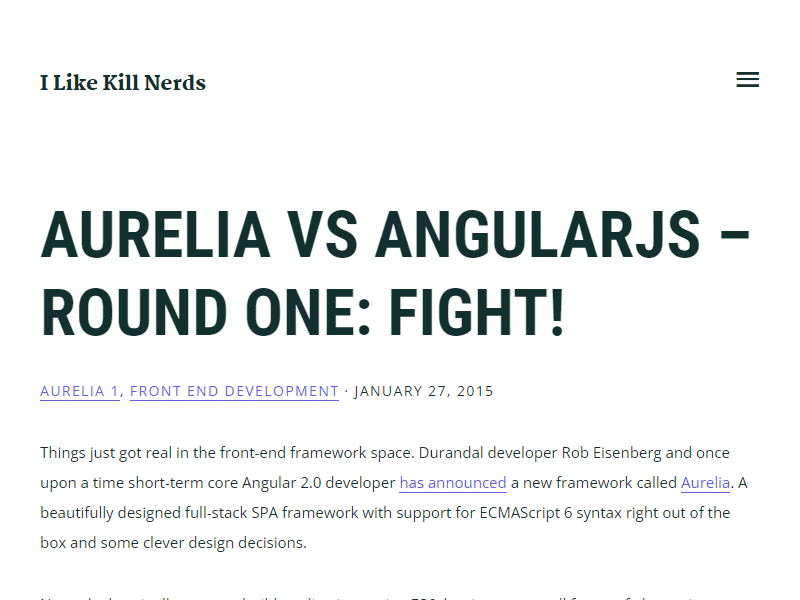 I Like Kill Nerds
AURELIA VS ANGULARJS –
ROUND ONE: FIGHT!
AURELIA 1, FRONT END DEVELOPMENT · JANUARY 27, 2015
Things just got real in the front-end framework space. Durandal developer Rob Eisenberg and once
upon a time short-term core Angular 2.0 developer has announced a new framework called Aurelia. A
beautifully designed full-stack SPA framework with support for ECMAScript 6 syntax right out of the
box and some clever design decisions.